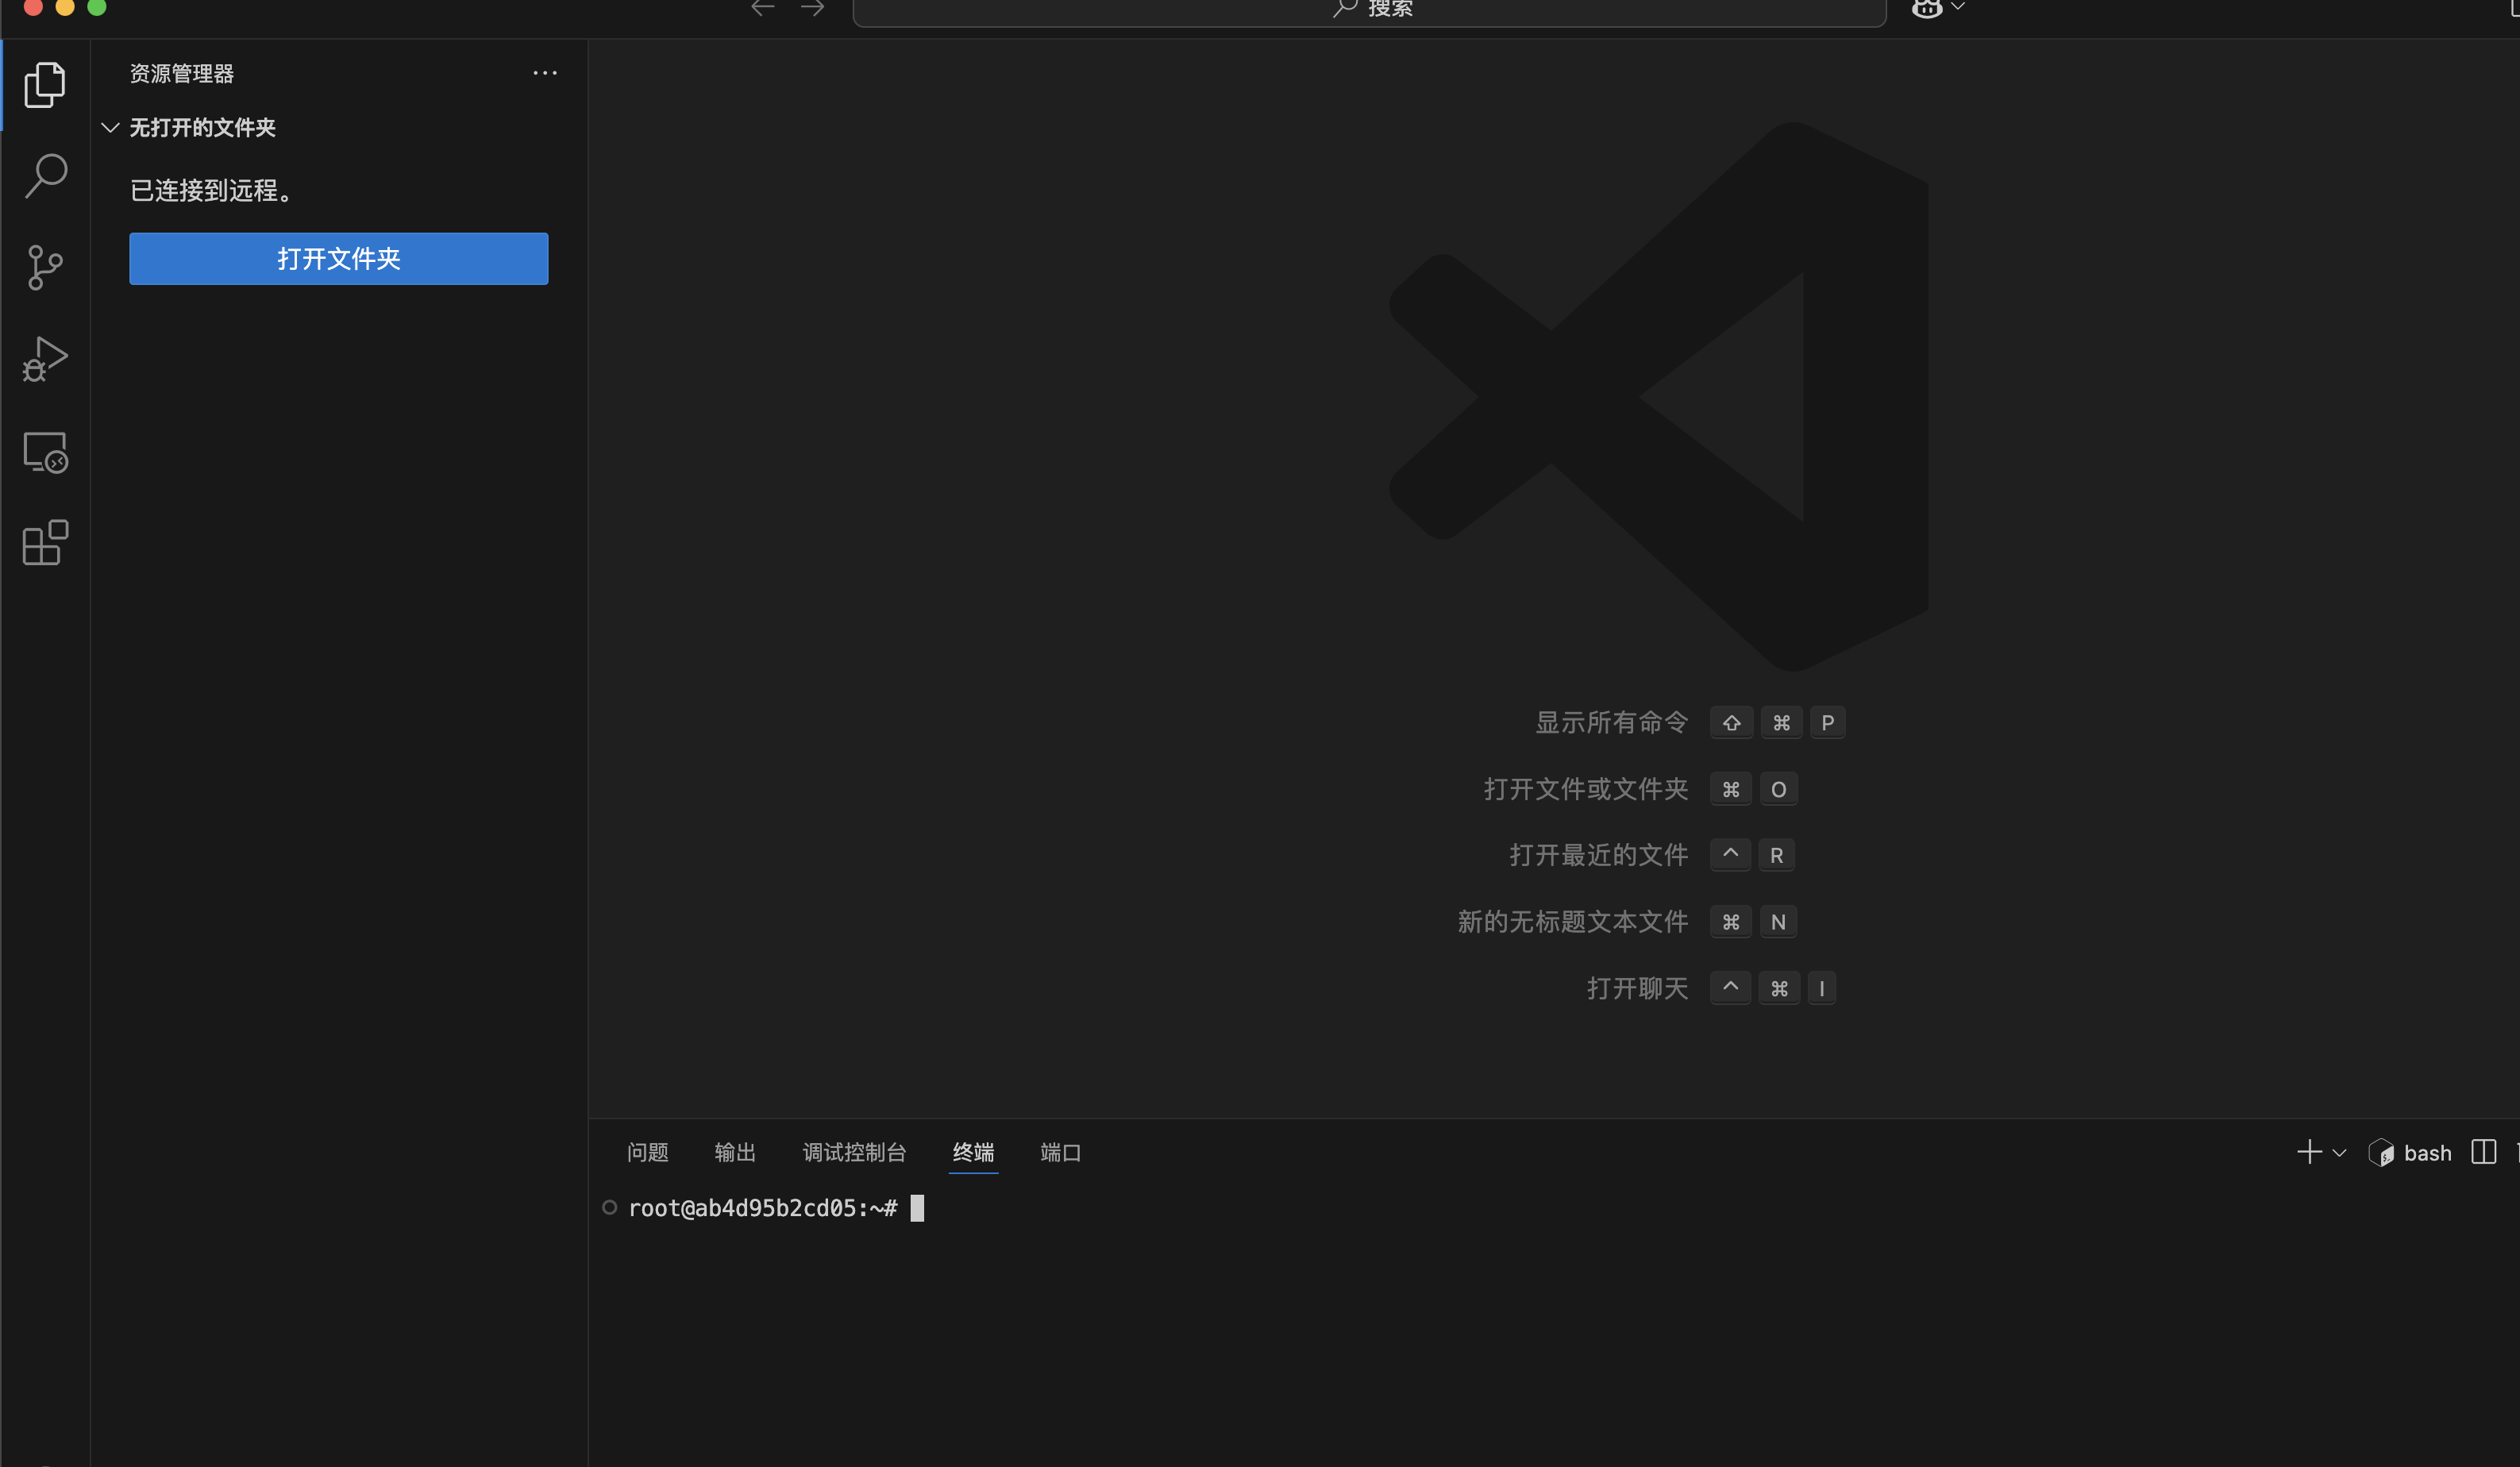 搜索
资源管理器
无打开的文件夹
已连接到远程。
打开文件夹
显示所有命令 ⇧ ⌘ P
打开文件或文件夹 ⌘ O
打开最近的文件 ^ R
新的无标题文本文件 ⌘ N
打开聊天 ^ ⌘ I
问题 输出 调试控制台 终端 端口 bash
root@ab4d95b2cd05:~#